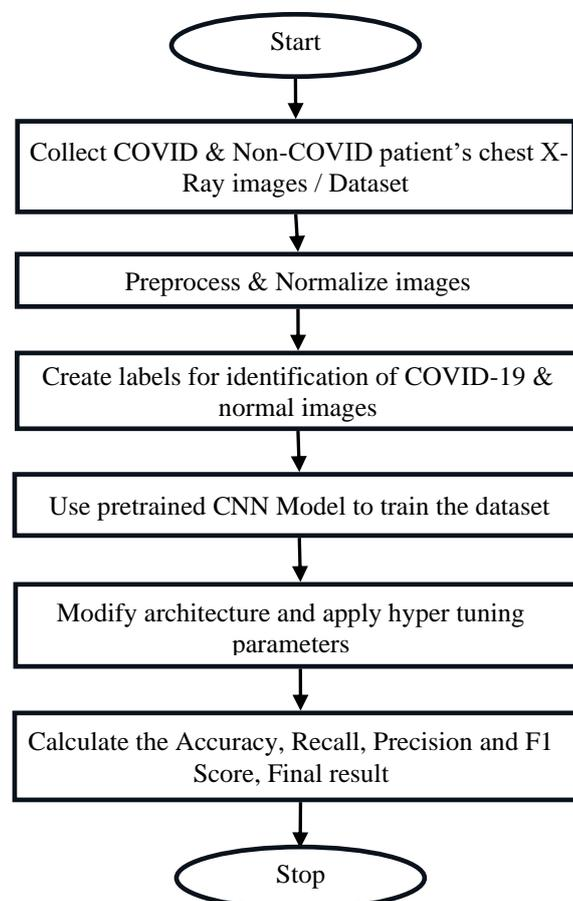 Start
Collect COVID & Non-COVID patient’s chest X-
Ray images / Dataset
Preprocess & Normalize images
Create labels for identification of COVID-19 &
normal images
Use pretrained CNN Model to train the dataset
Modify architecture and apply hyper tuning
parameters
Calculate the Accuracy, Recall, Precision and F1
Score, Final result
Stop